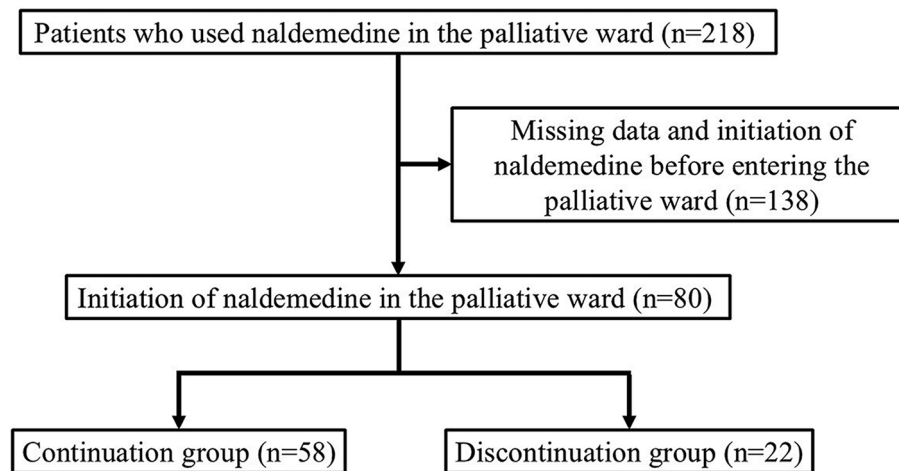 Patients who used naldemedine in the palliative ward (n=218)
Missing data and initiation of
naldemedine before entering the
palliative ward (n=138)
Initiation of naldemedine in the palliative ward (n=80)
Continuation group (n=58)
Discontinuation group (n=22)